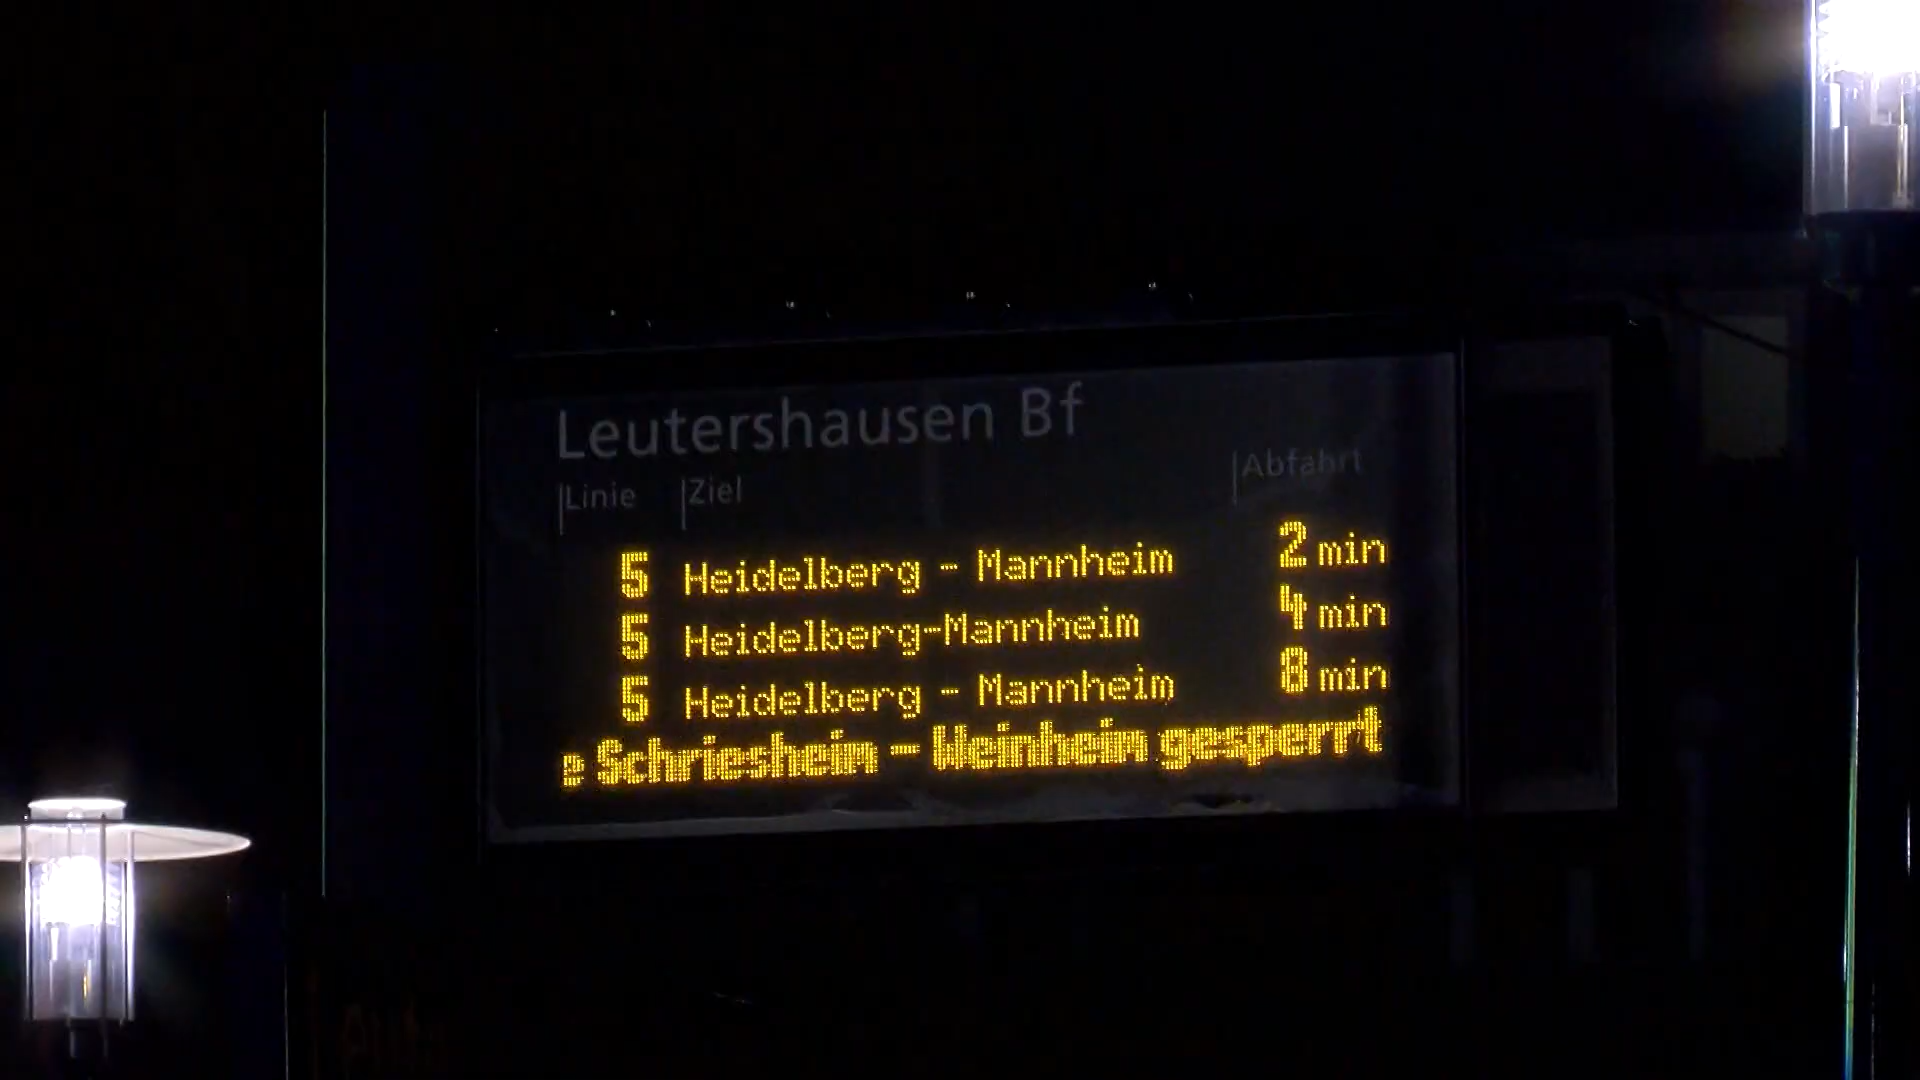 Leutershausen Bf
Linie Ziel Abfahrt
5 Heidelberg - Mannheim 2 min
5 Heidelberg-Mannheim 4 min
5 Heidelberg - Mannheim 8 min
e Schriesheim - Weinheim gesperrt